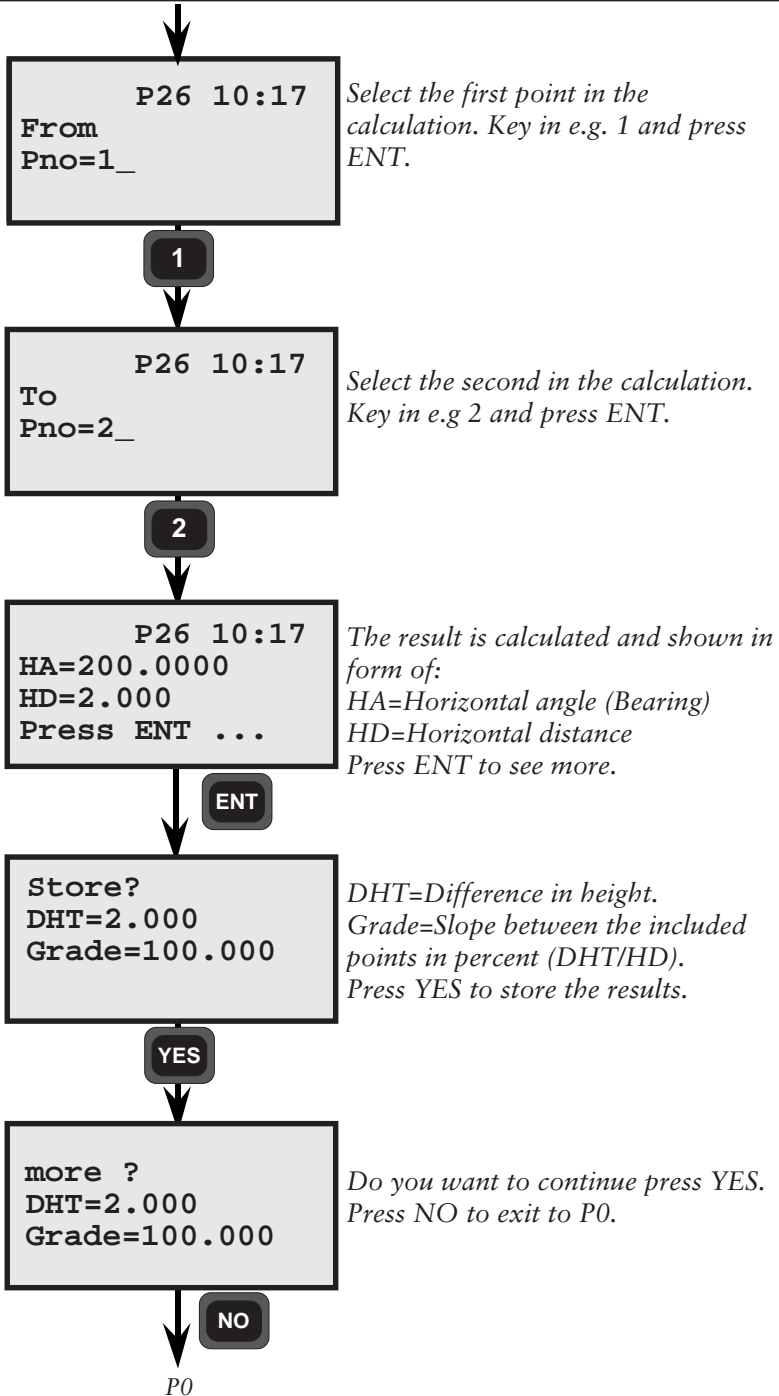 P26 10:17
From
Pno=1_
Select the first point in the
calculation. Key in e.g. 1 and press
ENT.
1
P26 10:17
To
Pno=2_
Select the second in the calculation.
Key in e.g 2 and press ENT.
2
P26 10:17
HA=200.0000
HD=2.000
Press ENT ...
The result is calculated and shown in
form of:
HA=Horizontal angle (Bearing)
HD=Horizontal distance
Press ENT to see more.
ENT
Store?
DHT=2.000
Grade=100.000
DHT=Difference in height.
Grade=Slope between the included
points in percent (DHT/HD).
Press YES to store the results.
YES
more ?
DHT=2.000
Grade=100.000
Do you want to continue press YES.
Press NO to exit to P0.
NO
P0